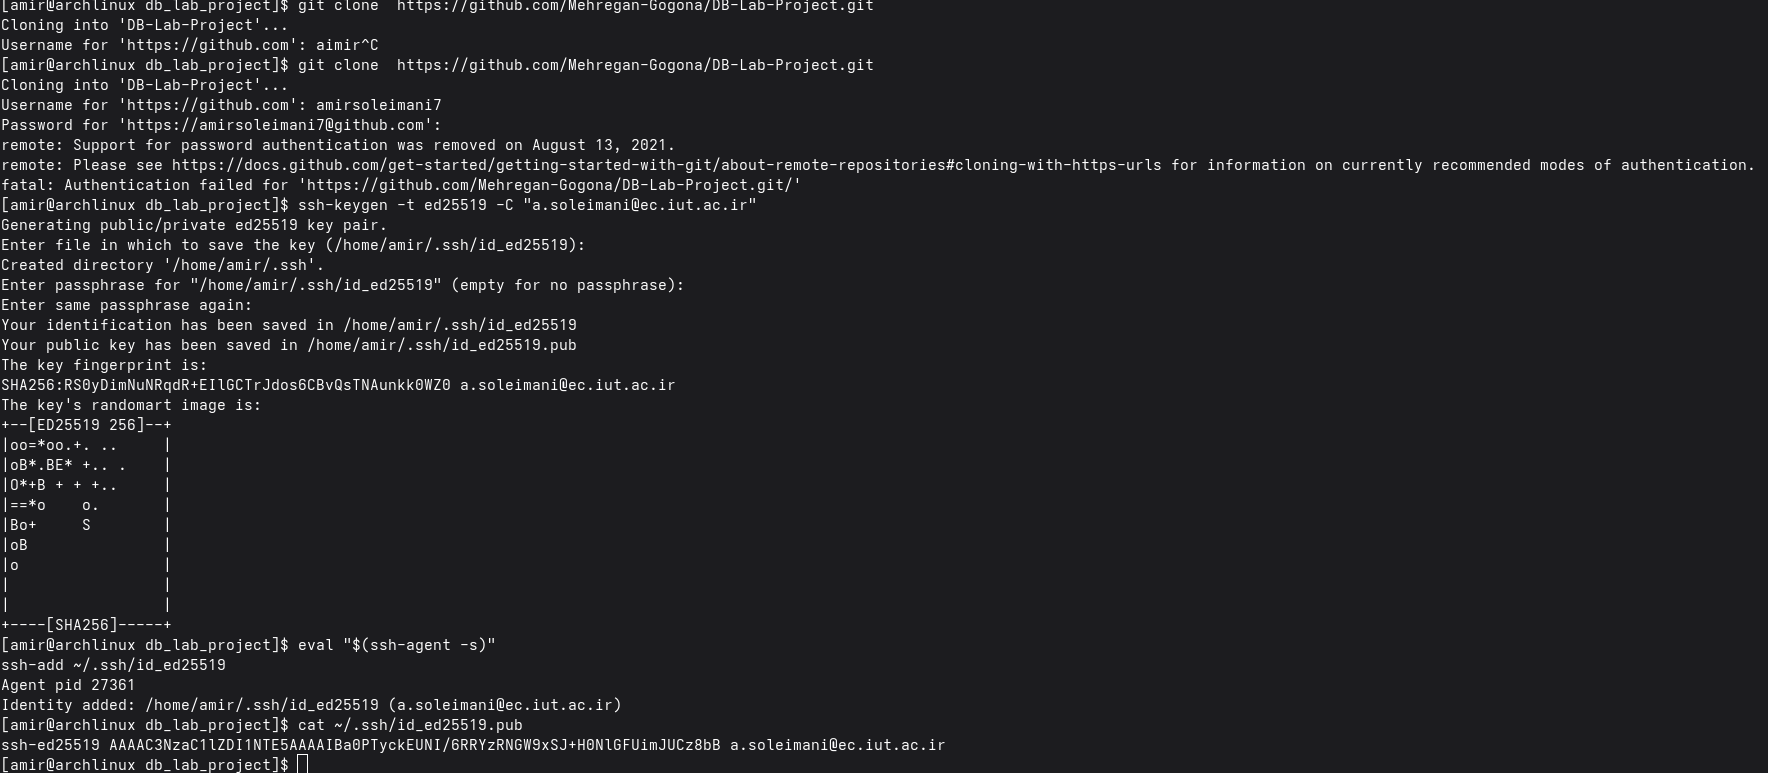 [amir@archlinux db_lab_project]$ git clone  https://github.com/Mehregan-Gogona/DB-Lab-Project.git
Cloning into 'DB-Lab-Project'...
Username for 'https://github.com': aimir^C
[amir@archlinux db_lab_project]$ git clone  https://github.com/Mehregan-Gogona/DB-Lab-Project.git
Cloning into 'DB-Lab-Project'...
Username for 'https://github.com': amirsoleimani7
Password for 'https://amirsoleimani7@github.com':
remote: Support for password authentication was removed on August 13, 2021.
remote: Please see https://docs.github.com/get-started/getting-started-with-git/about-remote-repositories#cloning-with-https-urls for information on currently recommended modes of authentication.
fatal: Authentication failed for 'https://github.com/Mehregan-Gogona/DB-Lab-Project.git/'
[amir@archlinux db_lab_project]$ ssh-keygen -t ed25519 -C "a.soleimani@ec.iut.ac.ir"
Generating public/private ed25519 key pair.
Enter file in which to save the key (/home/amir/.ssh/id_ed25519):
Created directory '/home/amir/.ssh'.
Enter passphrase for "/home/amir/.ssh/id_ed25519" (empty for no passphrase):
Enter same passphrase again:
Your identification has been saved in /home/amir/.ssh/id_ed25519
Your public key has been saved in /home/amir/.ssh/id_ed25519.pub
The key fingerprint is:
SHA256:RS0yDimNuNRqdR+EIlGCTrJdos6CBvQsTNAunkk0WZ0 a.soleimani@ec.iut.ac.ir
The key's randomart image is:
+--[ED25519 256]--+
|oo=*oo.+. ..     |
|oB*.BE* +.. .    |
|O*+B + + +..     |
|==*o    o.       |
|Bo+     S        |
|oB               |
|o                |
|                 |
|                 |
+----[SHA256]-----+
[amir@archlinux db_lab_project]$ eval "$(ssh-agent -s)"
ssh-add ~/.ssh/id_ed25519
Agent pid 27361
Identity added: /home/amir/.ssh/id_ed25519 (a.soleimani@ec.iut.ac.ir)
[amir@archlinux db_lab_project]$ cat ~/.ssh/id_ed25519.pub
ssh-ed25519 AAAAC3NzaC1lZDI1NTE5AAAAIBa0PTyckEUNI/6RRYzRNGW9xSJ+H0NlGFUimJUCz8bB a.soleimani@ec.iut.ac.ir
[amir@archlinux db_lab_project]$